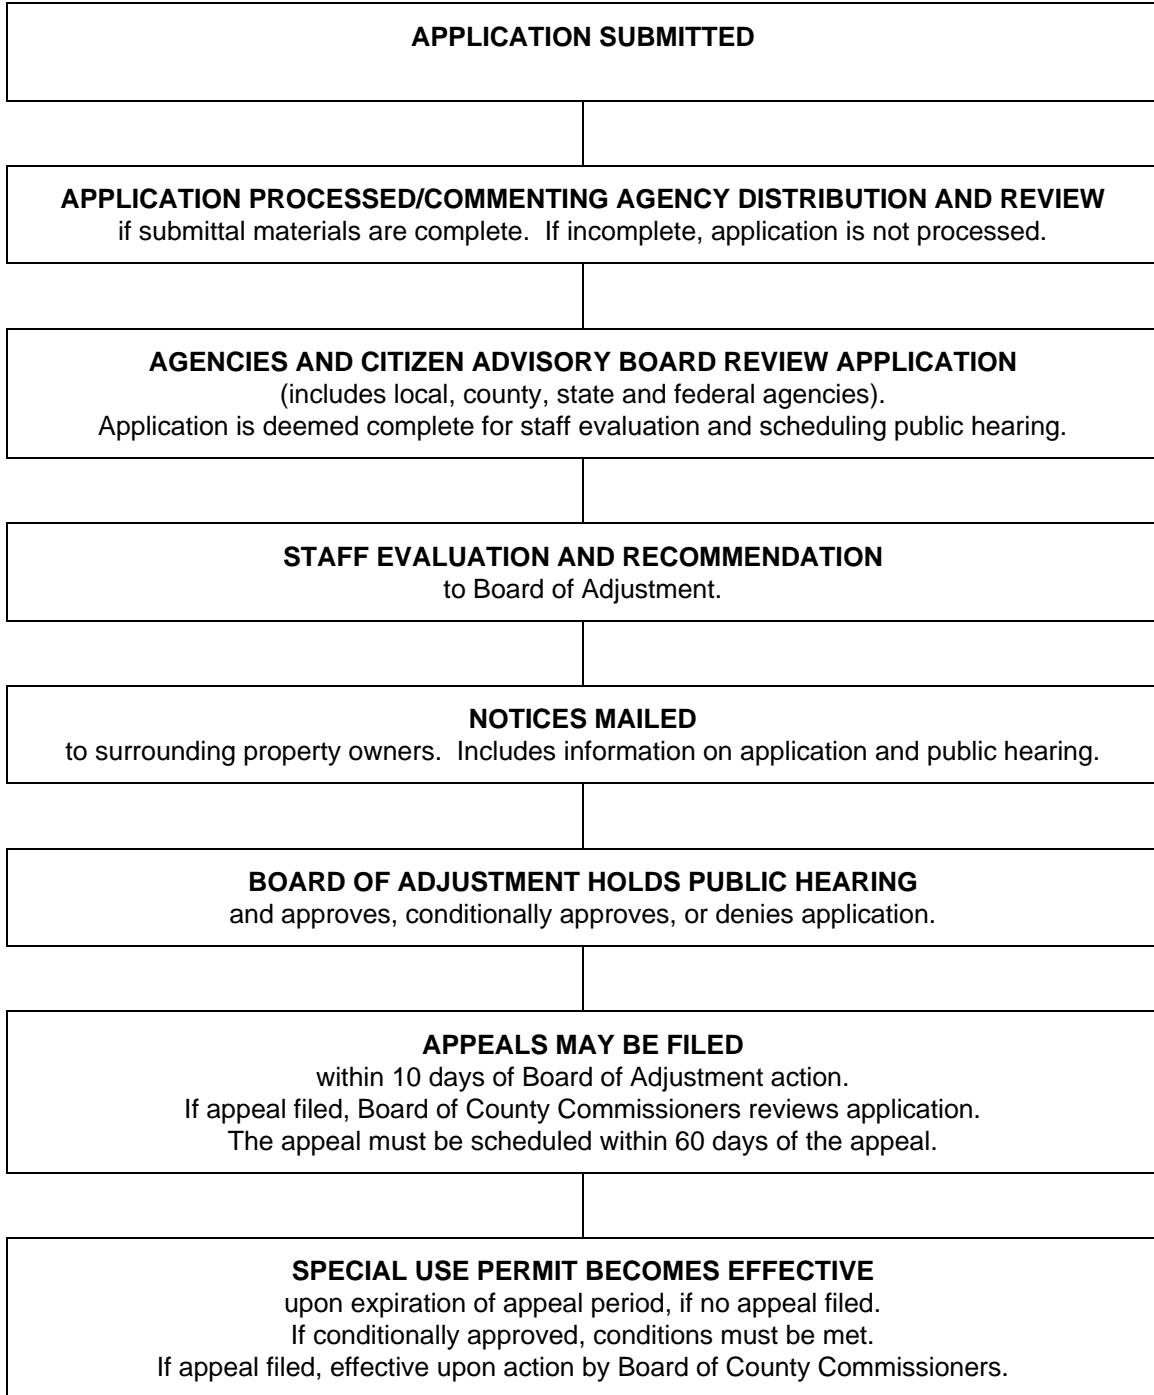 APPLICATION SUBMITTED
APPLICATION PROCESSED/COMMENTING AGENCY DISTRIBUTION AND REVIEW
if submittal materials are complete.  If incomplete, application is not processed.
AGENCIES AND CITIZEN ADVISORY BOARD REVIEW APPLICATION
(includes local, county, state and federal agencies).
Application is deemed complete for staff evaluation and scheduling public hearing.
STAFF EVALUATION AND RECOMMENDATION
to Board of Adjustment.
NOTICES MAILED
to surrounding property owners.  Includes information on application and public hearing.
BOARD OF ADJUSTMENT HOLDS PUBLIC HEARING
and approves, conditionally approves, or denies application.
APPEALS MAY BE FILED
within 10 days of Board of Adjustment action.
If appeal filed, Board of County Commissioners reviews application.
The appeal must be scheduled within 60 days of the appeal.
SPECIAL USE PERMIT BECOMES EFFECTIVE
upon expiration of appeal period, if no appeal filed.
If conditionally approved, conditions must be met.
If appeal filed, effective upon action by Board of County Commissioners.